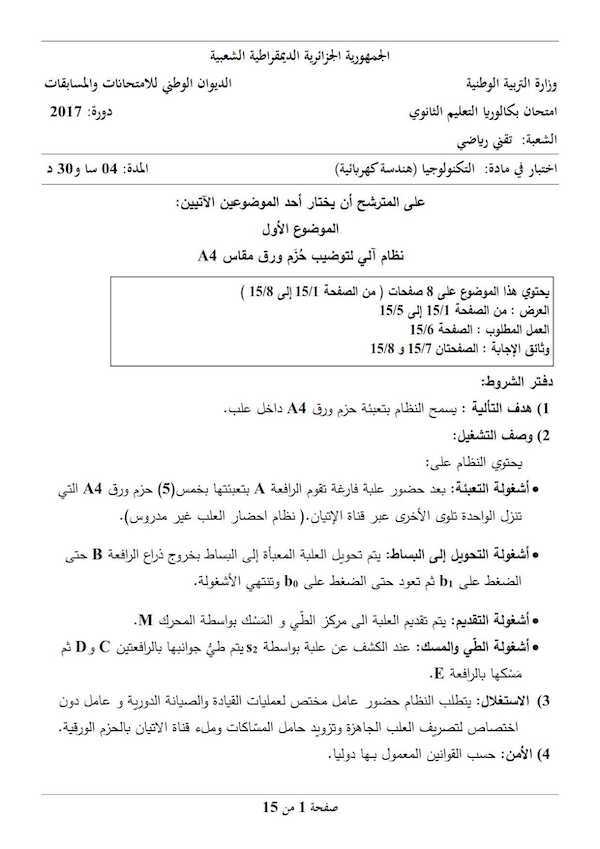 الجمهورية الجزائرية الديمقراطية الشعبية
وزارة التربية الوطنية الديوان الوطني للامتحانات والمسابقات
امتحان بكالوريا التعليم الثانوي دورة: 2017
الشعبة: تقني رياضي
اختبار في مادة: التكنولوجيا (هندسة كهربائية) المدة: 04 سا و30 د
على المترشح أن يختار أحد الموضوعين الآتيين:
الموضوع الأول
نظام آلي لتوضيب حُزَم ورق مقاس A4
يحتوي هذا الموضوع على 8 صفحات ( من الصفحة 15/1 إلى 15/8 )
العرض : من الصفحة 15/1 إلى 15/5
العمل المطلوب : الصفحة 15/6
وثائق الإجابة : الصفحتان 15/7 و 15/8
دفتر الشروط:
1) هدف التألية : يسمح النظام بتعبئة حزم ورق A4 داخل علب.
2) وصف التشغيل:
يحتوي النظام على:
• أشغولة التعبئة: بعد حضور علبة فارغة تقوم الرافعة A بتعبئتها بخمس(5) حزم ورق A4 التي
تنزل الواحدة تلوى الأخرى عبر قناة الإتيان.( نظام احضار العلب غير مدروس).
• أشغولة التحويل إلى البساط: يتم تحويل العلبة المعبأة إلى البساط بخروج ذراع الرافعة B حتى
الضغط على b1 ثم تعود حتى الضغط على b0 وتنتهي الأشغولة.
• أشغولة التقديم: يتم تقديم العلبة الى مركز الطّي و المَسْك بواسطة المحرك M.
• أشغولة الطّي والمسك: عند الكشف عن علبة بواسطة s2 يتم طيُّ جوانبها بالرافعتين C و D ثم
مَسْكها بالرافعة E.
3) الاستغلال: يتطلب النظام حضور عامل مختص لعمليات القيادة والصيانة الدورية و عامل دون
اختصاص لتصريف العلب الجاهزة وتزويد حامل المسّاكات وملء قناة الاتيان بالحزم الورقية.
4) الأمن: حسب القوانين المعمول بـها دوليا.
صفحة 1 من 15